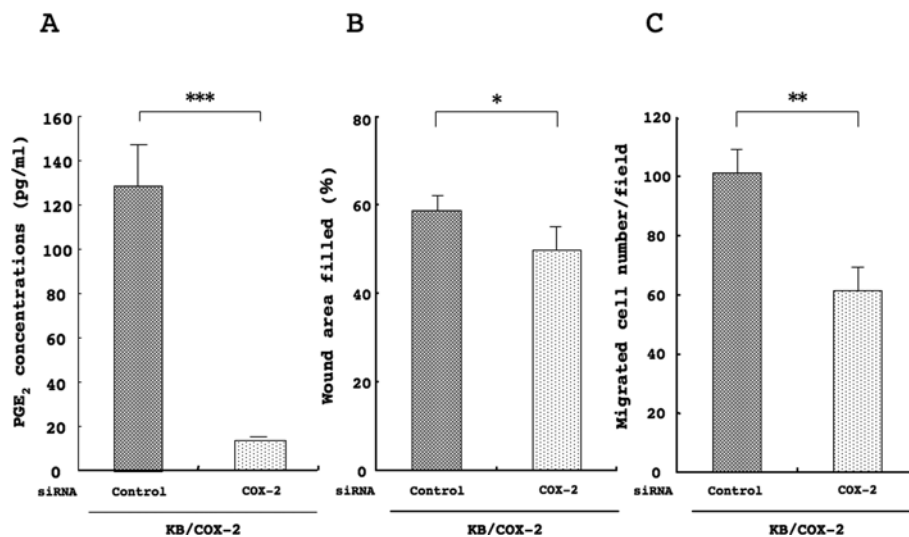 A
PGE2 concentrations (pg/ml)
160
140
120
100
80
60
40
20
0
***
siRNA Control COX-2
KB/COX-2
B
Wound area filled (%)
80
60
40
20
0
*
siRNA Control COX-2
KB/COX-2
C
Migrated cell number/field
120
100
80
60
40
20
0
**
siRNA Control COX-2
KB/COX-2